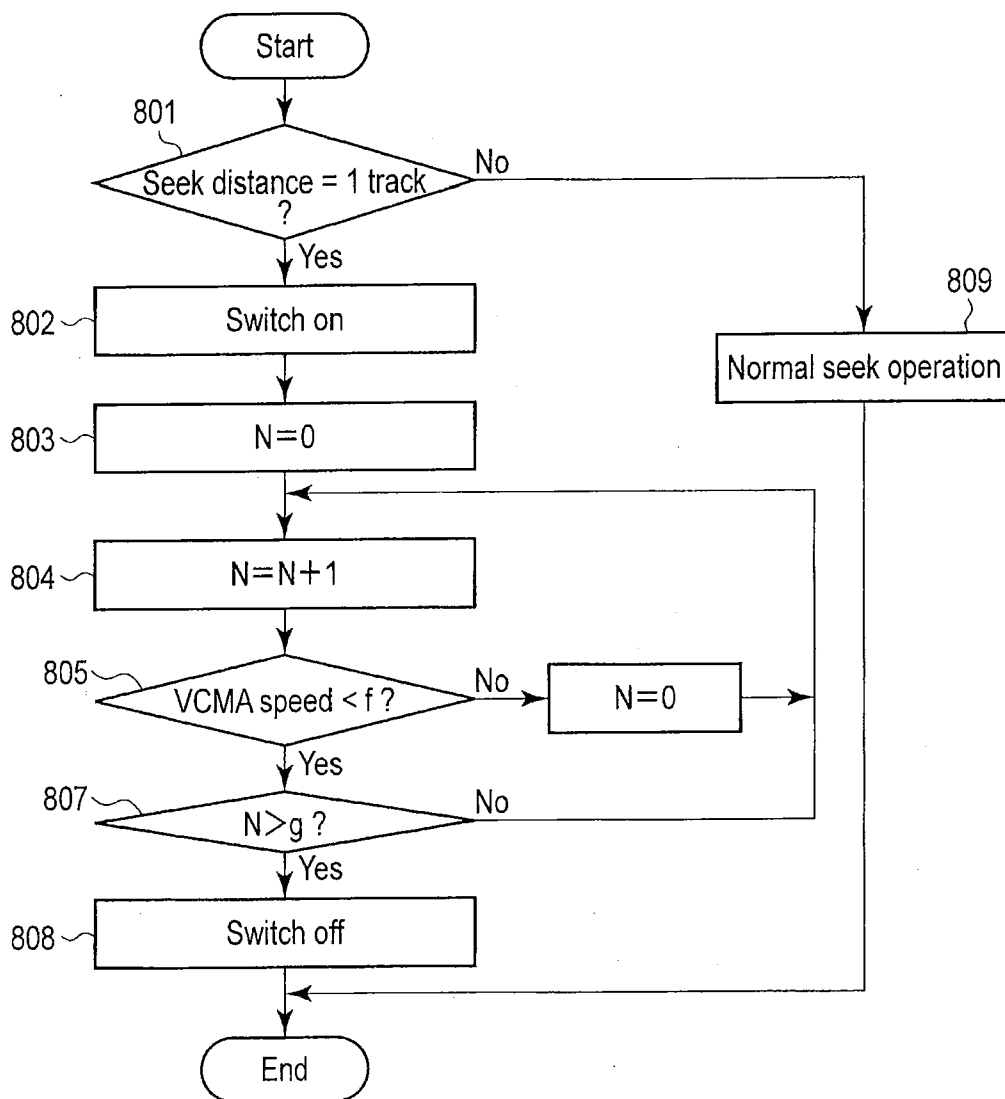 Start
801
Seek distance = 1 track
?
No
Yes
802
Switch on
809
Normal seek operation
803
N=0
804
N=N+1
805
VCMA speed < f ?
No
N=0
Yes
807
N>g ?
No
Yes
808
Switch off
End